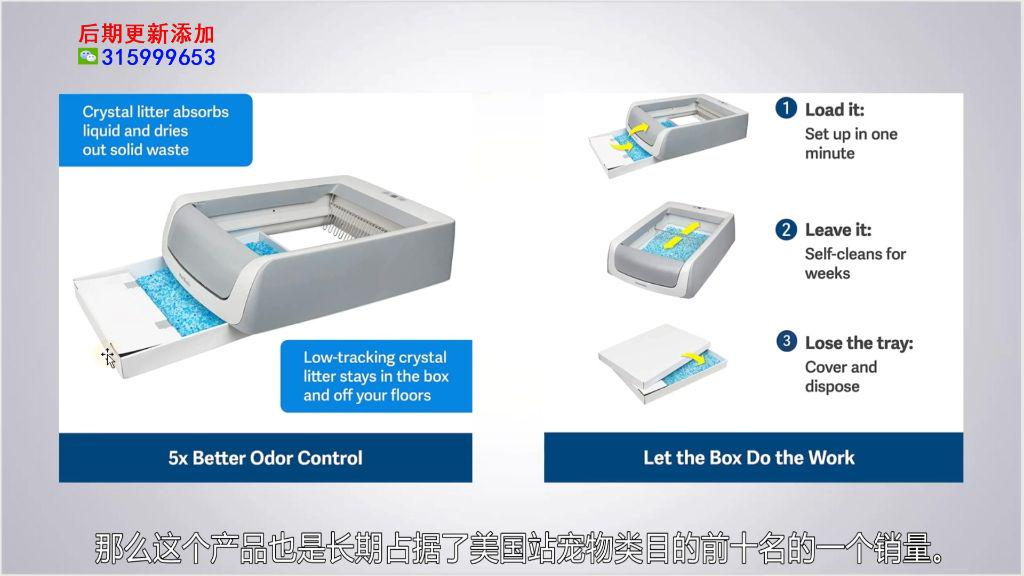 后期更新添加
315999653
Crystal litter absorbs
liquid and dries
out solid waste
Low-tracking crystal
litter stays in the box
and off your floors
5x Better Odor Control
1 Load it:
Set up in one
minute
2 Leave it:
Self-cleans for
weeks
3 Lose the tray:
Cover and
dispose
Let the Box Do the Work
那么这个产品也是长期占据了美国站宠物类目的前十名的一个销量。